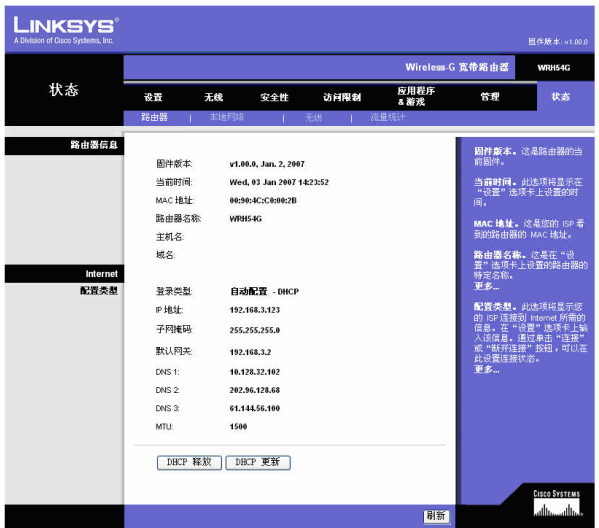 LINKSYS®
A Division of Cisco Systems, Inc.
固件版本: v1.00.0
Wireless-G 宽带路由器
WRH54G
状态
设置
无线
安全性
访问限制
应用程序
& 游戏
管理
状态
路由器 | 本地网络 | 无线 | 流量统计
路由器信息
固件版本: v1.00.0, Jan. 2, 2007
当前时间: Wed, 03 Jan 2007 14:23:52
MAC 地址: 00:90:4C:C0:00:2B
路由器名称: WRH54G
主机名:
域名:
Internet
配置类型
登录类型: 自动配置 - DHCP
IP 地址: 192.168.3.123
子网掩码: 255.255.255.0
默认网关: 192.168.3.2
DNS 1: 10.128.32.102
DNS 2: 202.96.128.68
DNS 3: 61.144.56.100
MTU: 1500
DHCP 释放
DHCP 更新
固件版本。这是路由器的当
前固件。
当前时间。此选项将显示在
“设置”选项卡上设置的时
间。
MAC 地址。这是您的 ISP 看
到的路由器的 MAC 地址。
路由器名称。这是在“设
置”选项卡上设置的路由器的
特定名称。
更多...
配置类型。此选项将显示您
的 ISP 连接到 Internet 所需的
信息。在“设置”选项卡上输
入该信息。通过单击“连接”
或“断开连接”按钮，可以在
此设置连接状态。
更多...
刷新
CISCO SYSTEMS